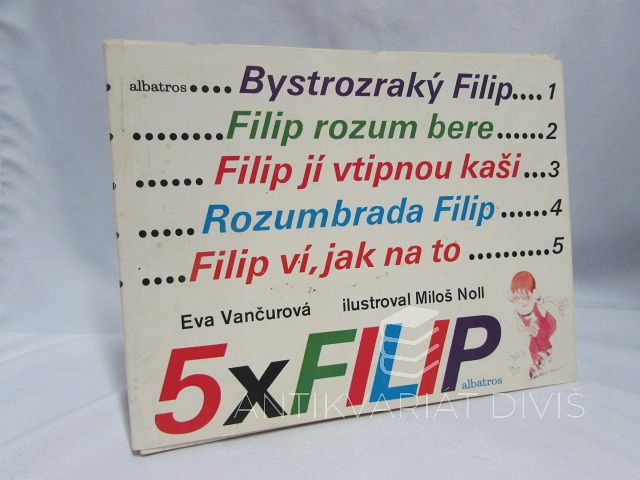 albatros.... Bystrozraký Filip....1
.........Filip rozum bere......2
...... Filip jí vtipnou kaši...3
..... Rozumbrada Filip ......4
....Filip ví, jak na to ..........5
Eva Vančurová ilustroval Miloš Noll
5xFILIP
albatros
ANTIKVARIÁT DIVIŠ